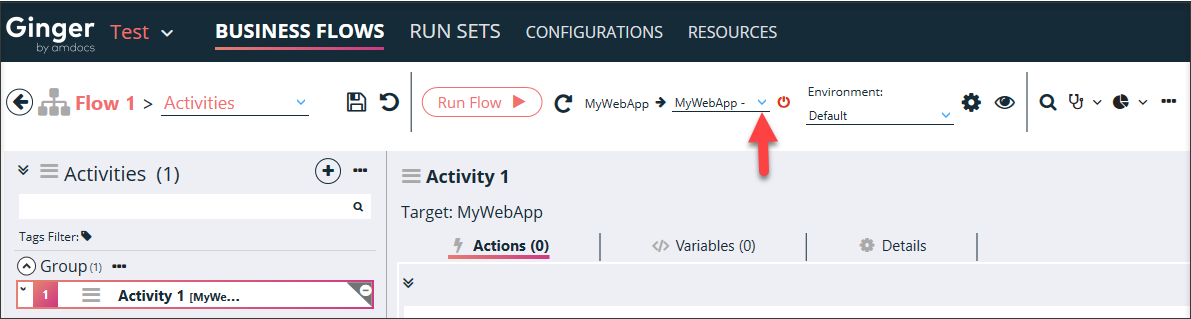 Ginger by amdocs Test BUSINESS FLOWS RUN SETS CONFIGURATIONS RESOURCES
Flow 1 > Activities Run Flow MyWebApp MyWebApp - Environment: Default
Activities (1)
Tags Filter:
Group (1)
1 Activity 1 [MyWe...
Activity 1
Target: MyWebApp
Actions (0) Variables (0) Details